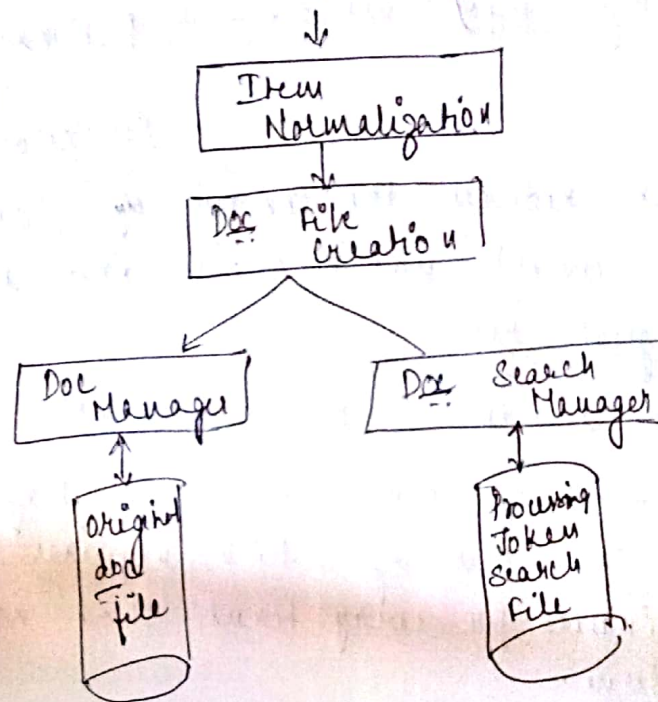 Item
Normalization
Doc File
Creation
Doc
Manager
Doc Search
Manager
original
doc
file
Processing
Token
Search
File